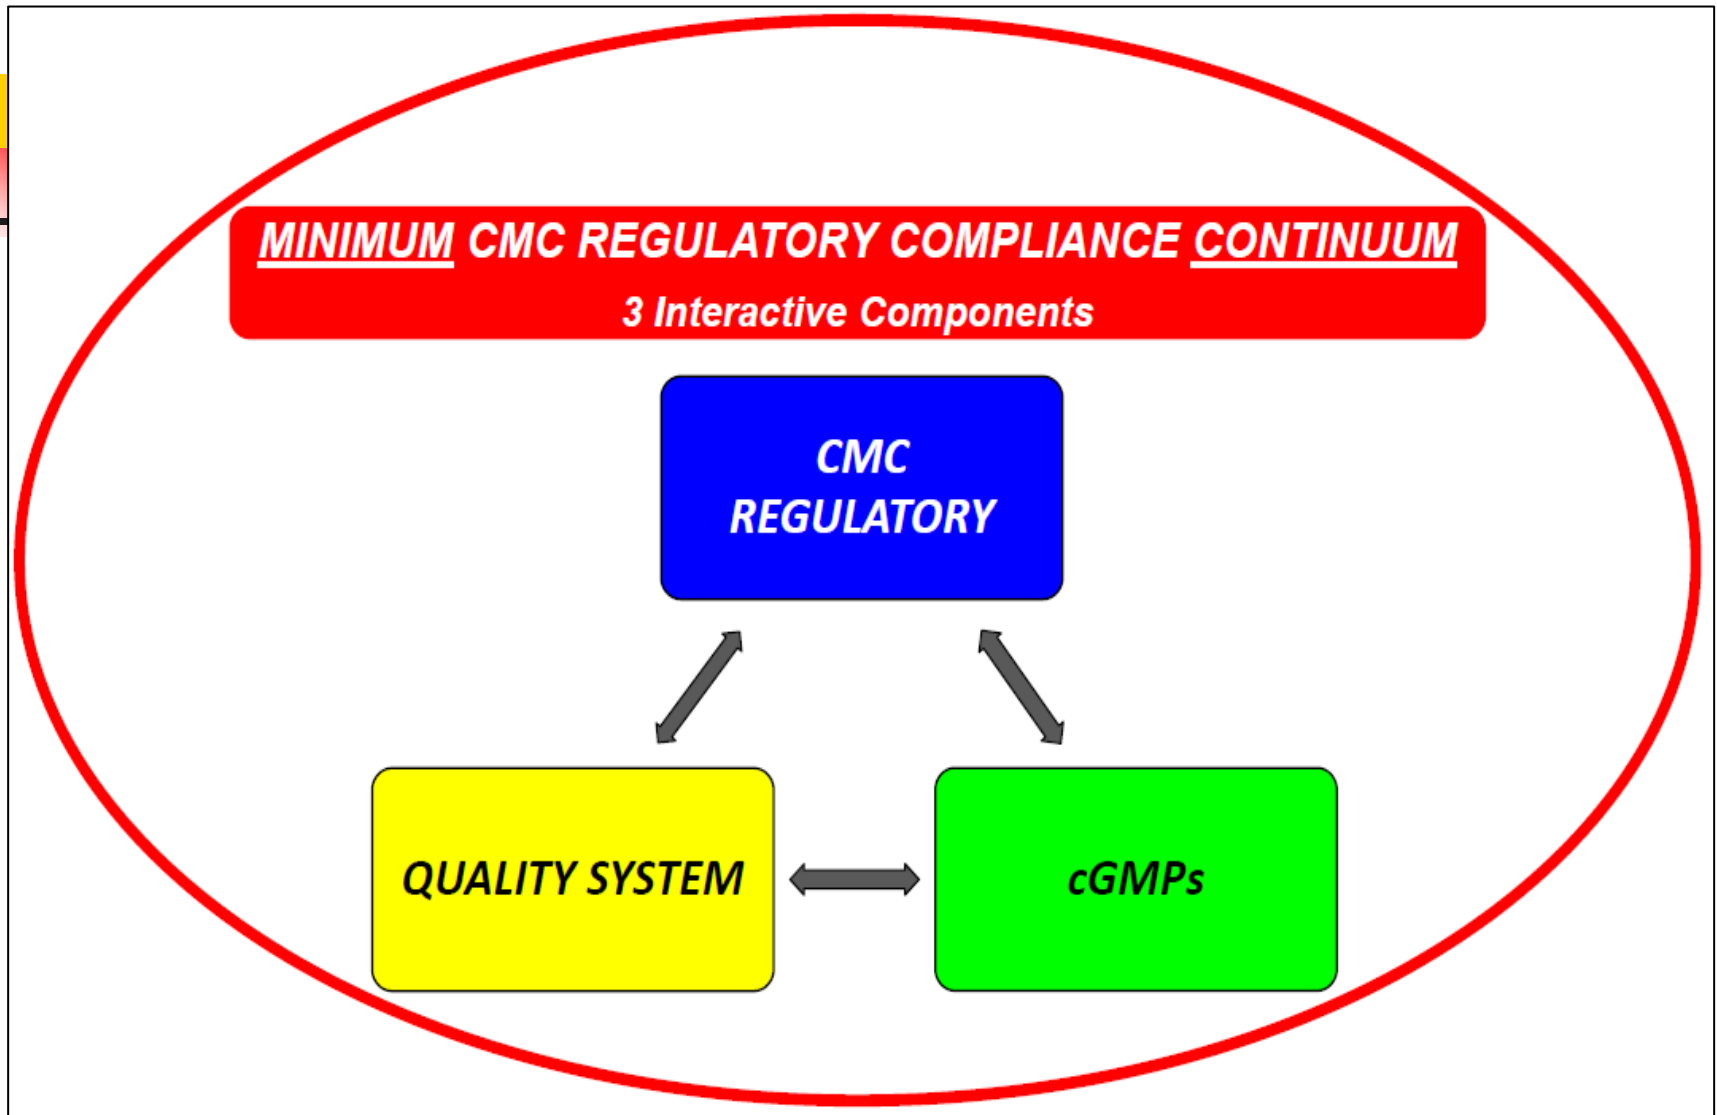 MINIMUM CMC REGULATORY COMPLIANCE CONTINUUM
3 Interactive Components
CMC
REGULATORY
QUALITY SYSTEM
cGMPs